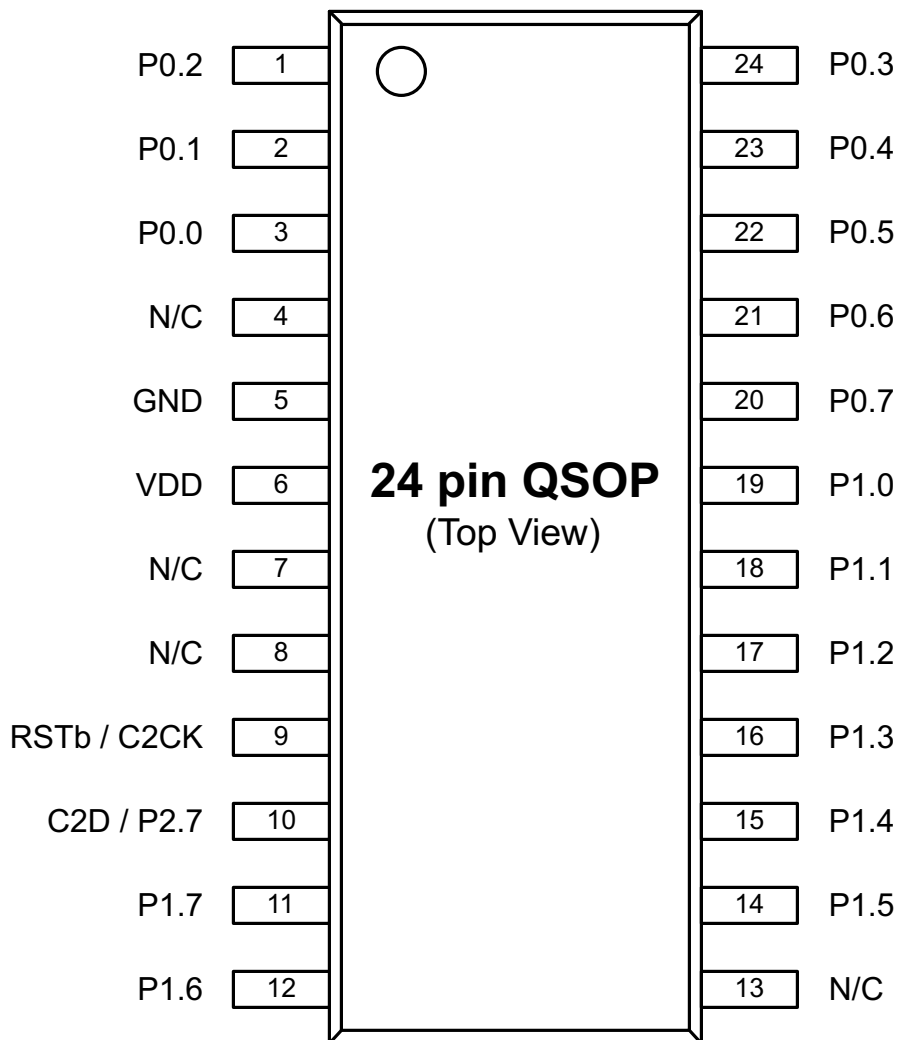 P0.2 1 24 P0.3
P0.1 2 23 P0.4
P0.0 3 22 P0.5
N/C 4 21 P0.6
GND 5 20 P0.7
VDD 6 24 pin QSOP 19 P1.0
(Top View)
N/C 7 18 P1.1
N/C 8 17 P1.2
RSTb / C2CK 9 16 P1.3
C2D / P2.7 10 15 P1.4
P1.7 11 14 P1.5
P1.6 12 13 N/C